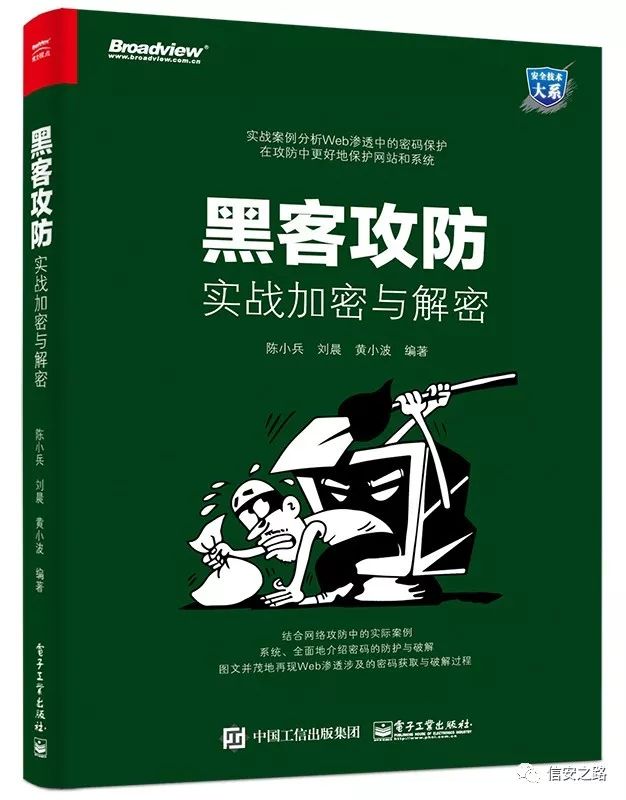 Broadview®
www.broadview.com.cn
安全技术
大系
实战案例分析Web渗透中的密码保护
在攻防中更好地保护网站和系统
黑客攻防
实战加密与解密
陈小兵 刘晨 黄小波 编著
结合网络攻防中的实际案例
系统、全面地介绍密码的防护与破解
图文并茂地再现Web渗透涉及的密码获取与破解过程
中国工信出版集团
电子工业出版社
PUBLISHING HOUSE OF ELECTRONICS INDUSTRY
http://www.phei.com.cn
黑客攻防
实战加密与解密
陈小兵 刘晨 黄小波 编著
电子工业出版社
信安之路